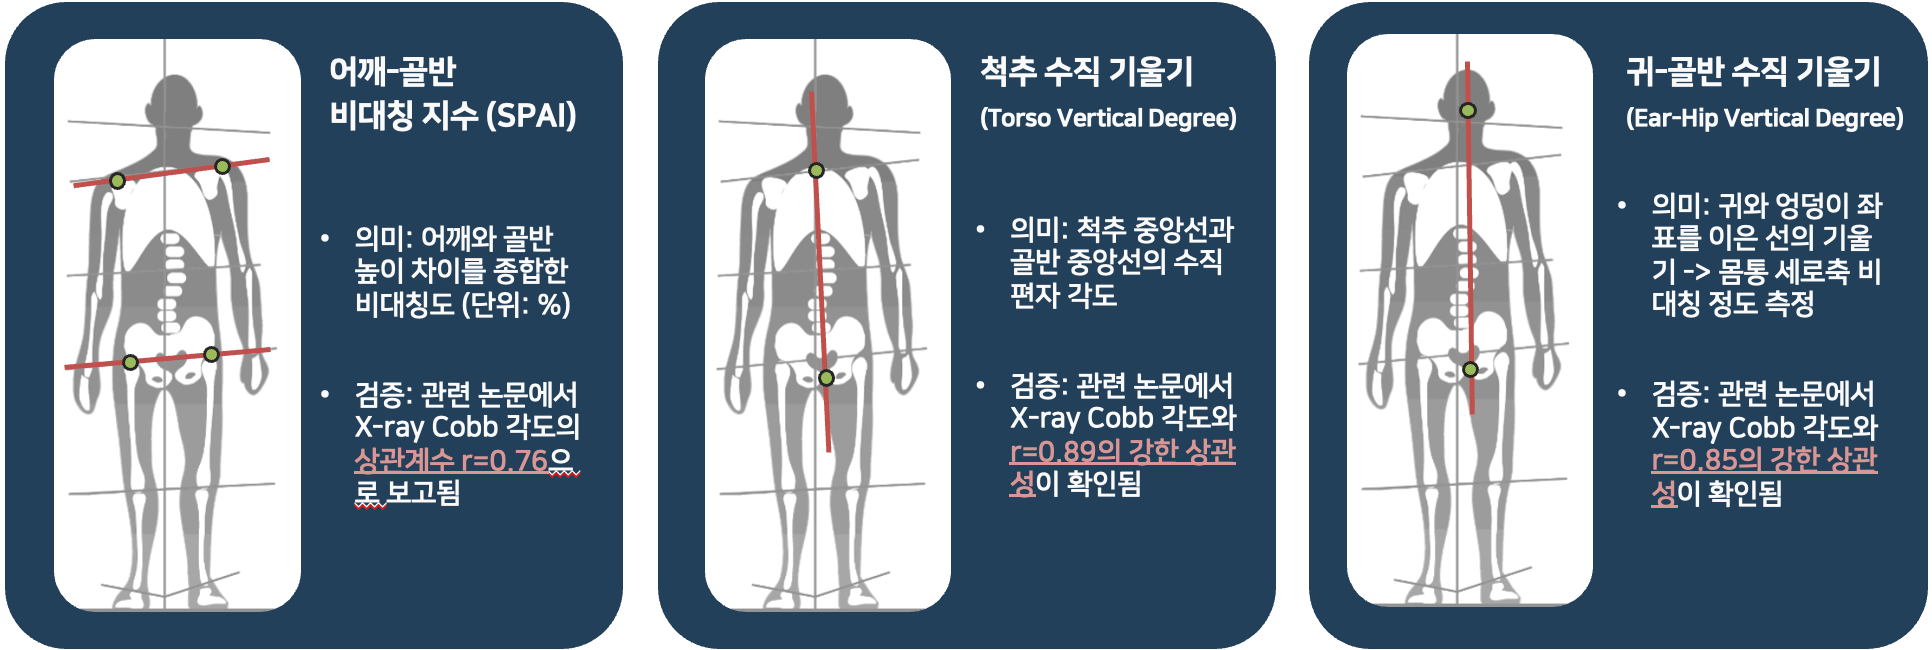 어깨-골반
비대칭 지수 (SPAI)
• 의미: 어깨와 골반
높이 차이를 종합한
비대칭도 (단위: %)
• 검증: 관련 논문에서
X-ray Cobb 각도의
상관계수 r=0.76으
로 보고됨
척추 수직 기울기
(Torso Vertical Degree)
• 의미: 척추 중앙선과
골반 중앙선의 수직
편자 각도
• 검증: 관련 논문에서
X-ray Cobb 각도와
r=0.89의 강한 상관
성이 확인됨
귀-골반 수직 기울기
(Ear-Hip Vertical Degree)
• 의미: 귀와 엉덩이 좌
표를 이은 선의 기울
기 -> 몸통 세로축 비
대칭 정도 측정
• 검증: 관련 논문에서
X-ray Cobb 각도와
r=0.85의 강한 상관
성이 확인됨